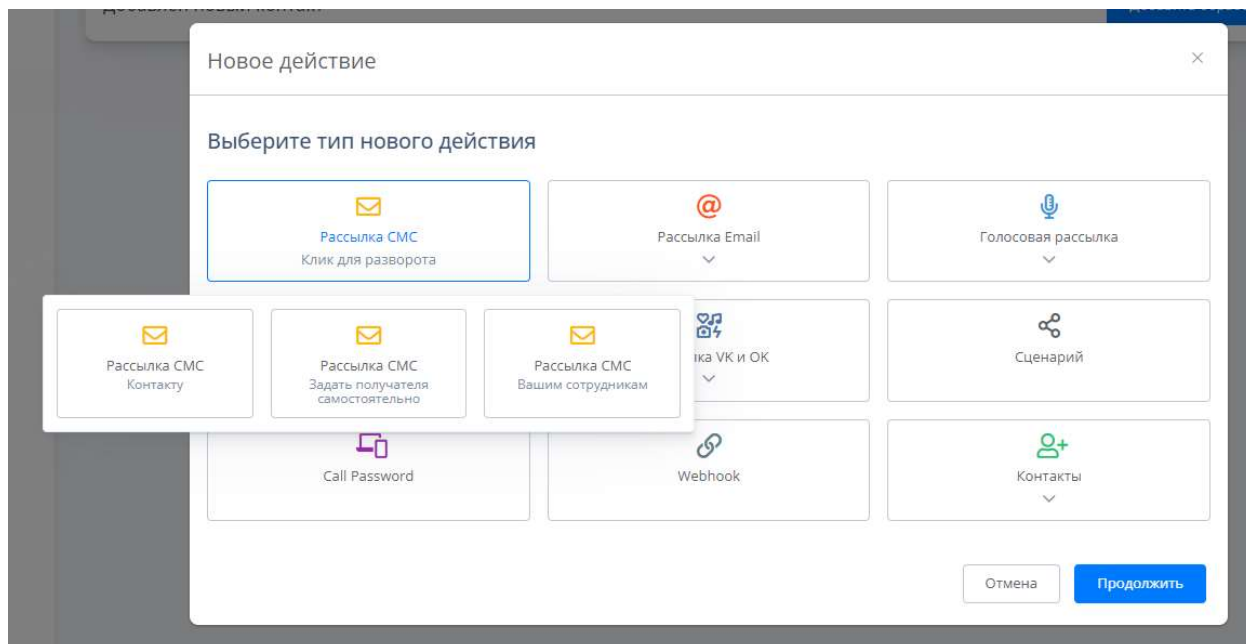 Новое действие
Выберите тип нового действия
Рассылка СМС
Клик для разворота
Рассылка Email
Голосовая рассылка
Рассылка СМС
Контакту
Рассылка СМС
Задать получателя
самостоятельно
Рассылка СМС
Вашим сотрудникам
VK и OK
Сценарий
Call Password
Webhook
Контакты
Отмена
Продолжить